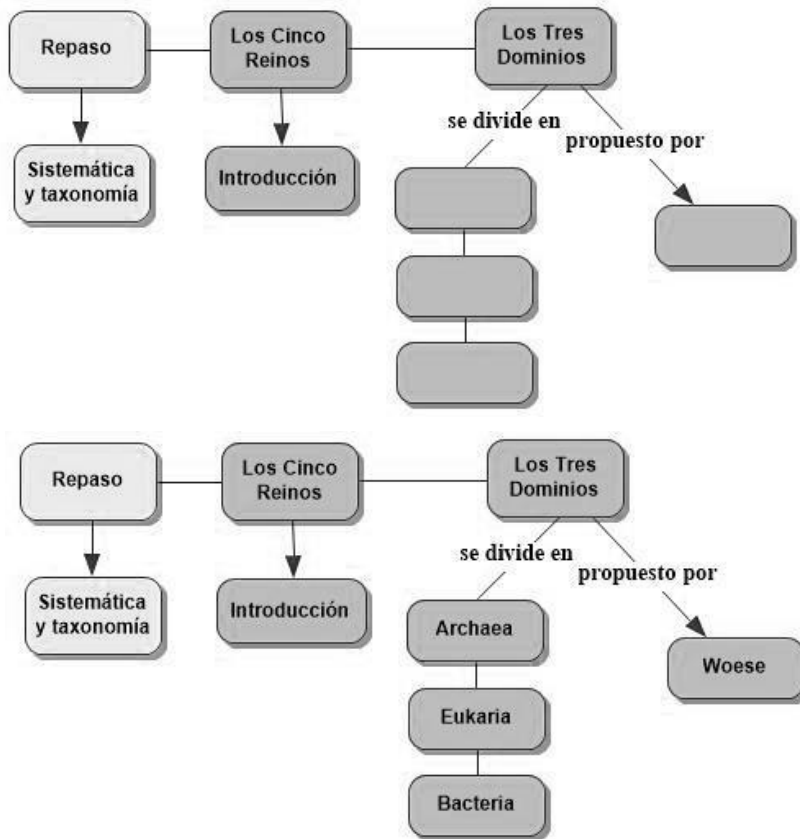 Repaso
Los Cinco
Reinos
Los Tres
Dominios
se divide en
propuesto por
Sistemática
y taxonomía
Introducción
Repaso
Los Cinco
Reinos
Los Tres
Dominios
se divide en
propuesto por
Sistemática
y taxonomía
Introducción
Archaea
Woese
Eukaria
Bacteria